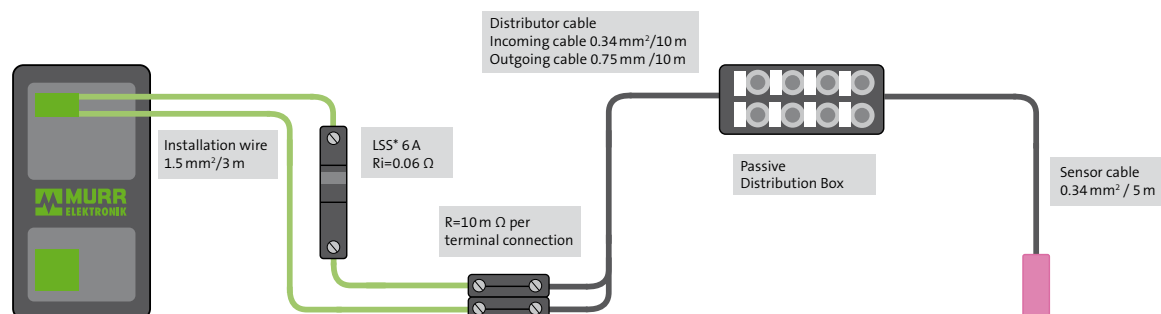 Distributor cable
Incoming cable 0.34 mm²/10 m
Outgoing cable 0.75 mm /10 m
Installation wire
1.5 mm²/3 m
LSS* 6 A
Ri=0.06 Ω
MURR
ELEKTRONIK
R=10 m Ω per
terminal connection
Passive
Distribution Box
Sensor cable
0.34 mm² / 5 m